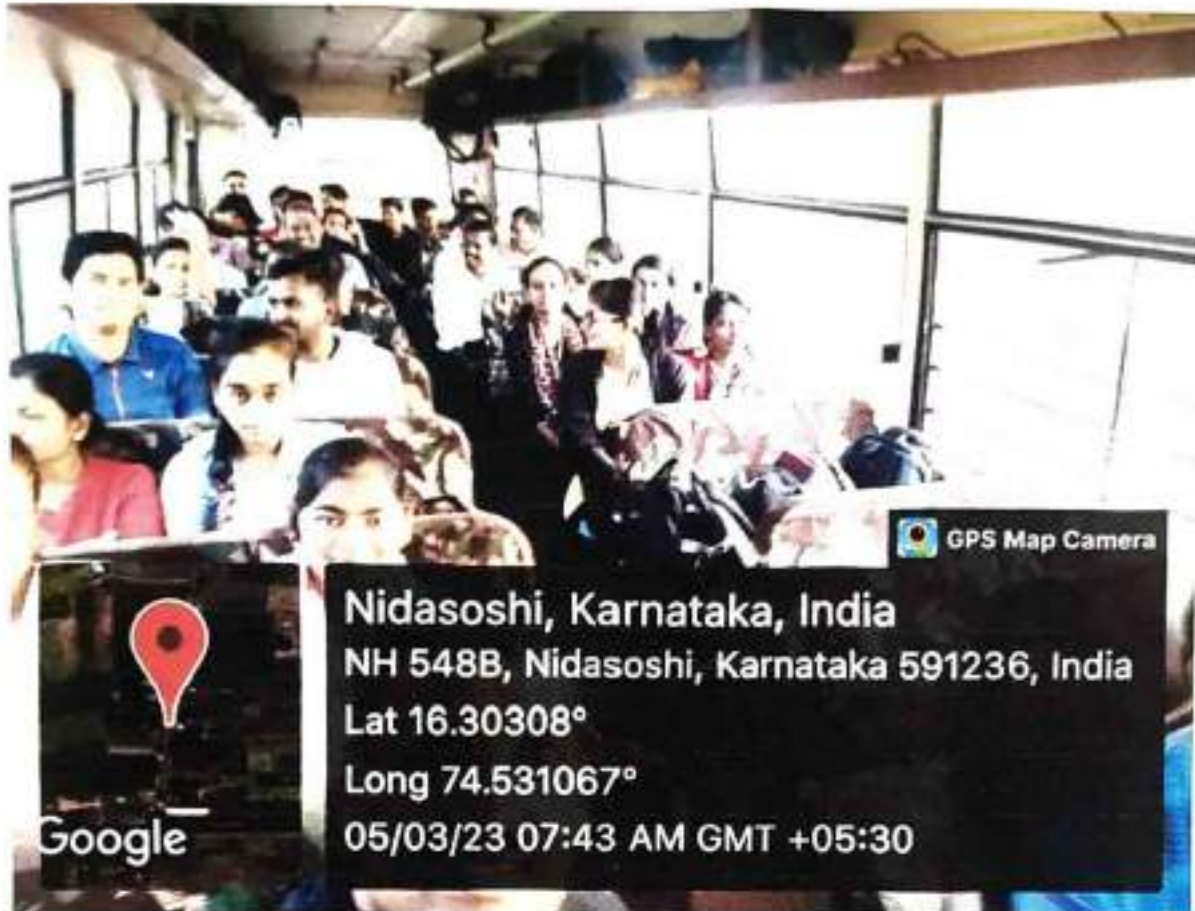 GPS Map Camera
Nidasoshi, Karnataka, India
NH 548B, Nidasoshi, Karnataka 591236, India
Lat 16.30308°
Long 74.531067°
05/03/23 07:43 AM GMT +05:30
Google